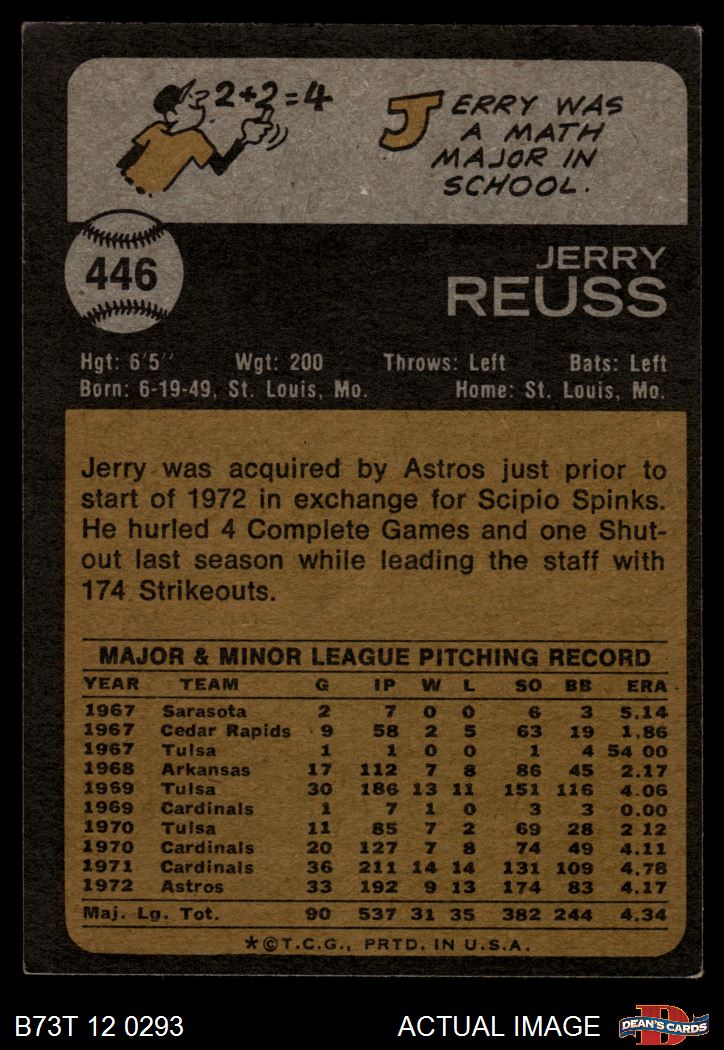 2+2=4
JERRY WAS
A MATH
MAJOR IN
SCHOOL.
446
JERRY
REUSS
Hgt: 6'5" Wgt: 200 Throws: Left Bats: Left
Born: 6-19-49, St. Louis, Mo. Home: St. Louis, Mo.
Jerry was acquired by Astros just prior to
start of 1972 in exchange for Scipio Spinks.
He hurled 4 Complete Games and one Shut-
out last season while leading the staff with
174 Strikeouts.
MAJOR & MINOR LEAGUE PITCHING RECORD
YEAR TEAM G IP W L SO BB ERA
1967 Sarasota 2 7 0 0 6 3 5.14
1967 Cedar Rapids 9 58 2 5 63 19 1.86
1967 Tulsa 1 1 0 0 1 4 54 00
1968 Arkansas 17 112 7 8 86 45 2.17
1969 Tulsa 30 186 13 11 151 116 4.06
1969 Cardinals 1 7 1 0 3 3 0.00
1970 Tulsa 11 85 7 2 69 28 2 12
1970 Cardinals 20 127 7 8 74 49 4.11
1971 Cardinals 36 211 14 14 131 109 4.78
1972 Astros 33 192 9 13 174 83 4.17
Maj. Lg. Tot. 90 537 31 35 382 244 4.34
*©T.C.G., PRTD. IN U.S.A.
B73T 12 0293 ACTUAL IMAGE D DEAN'S CARDS